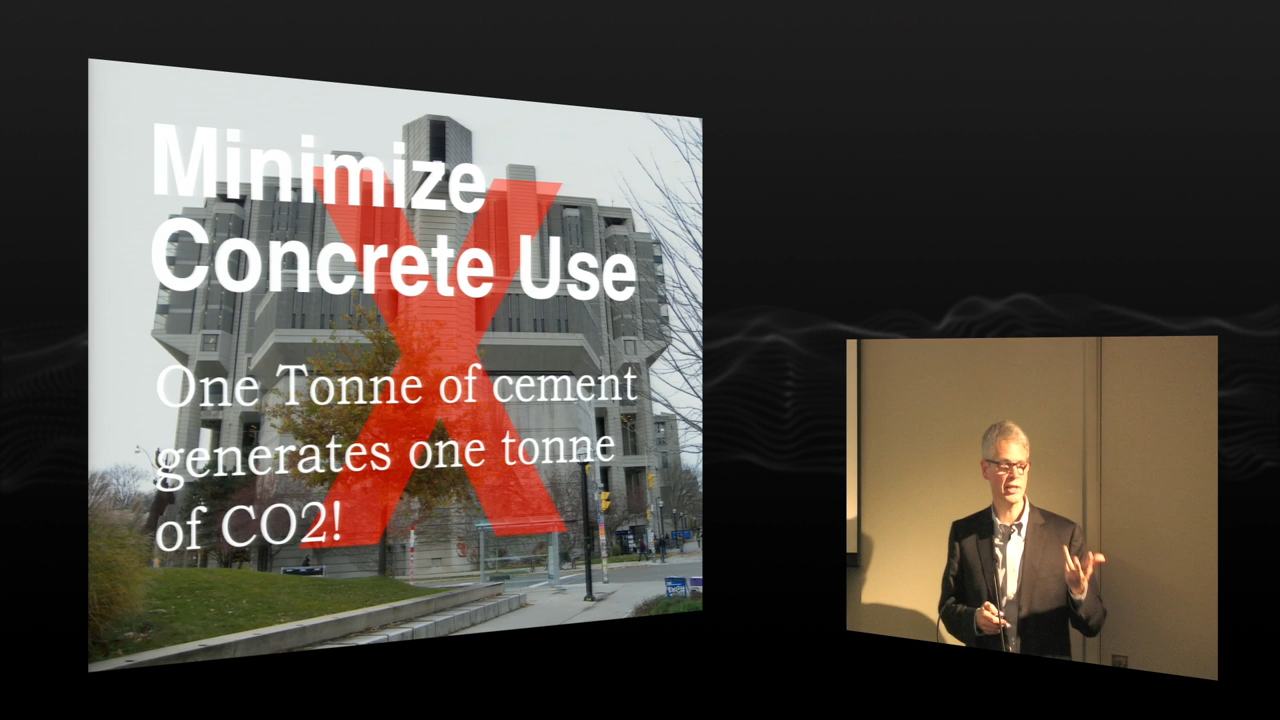 Minimize
Concrete Use
One Tonne of cement
generates one tonne
of CO2!